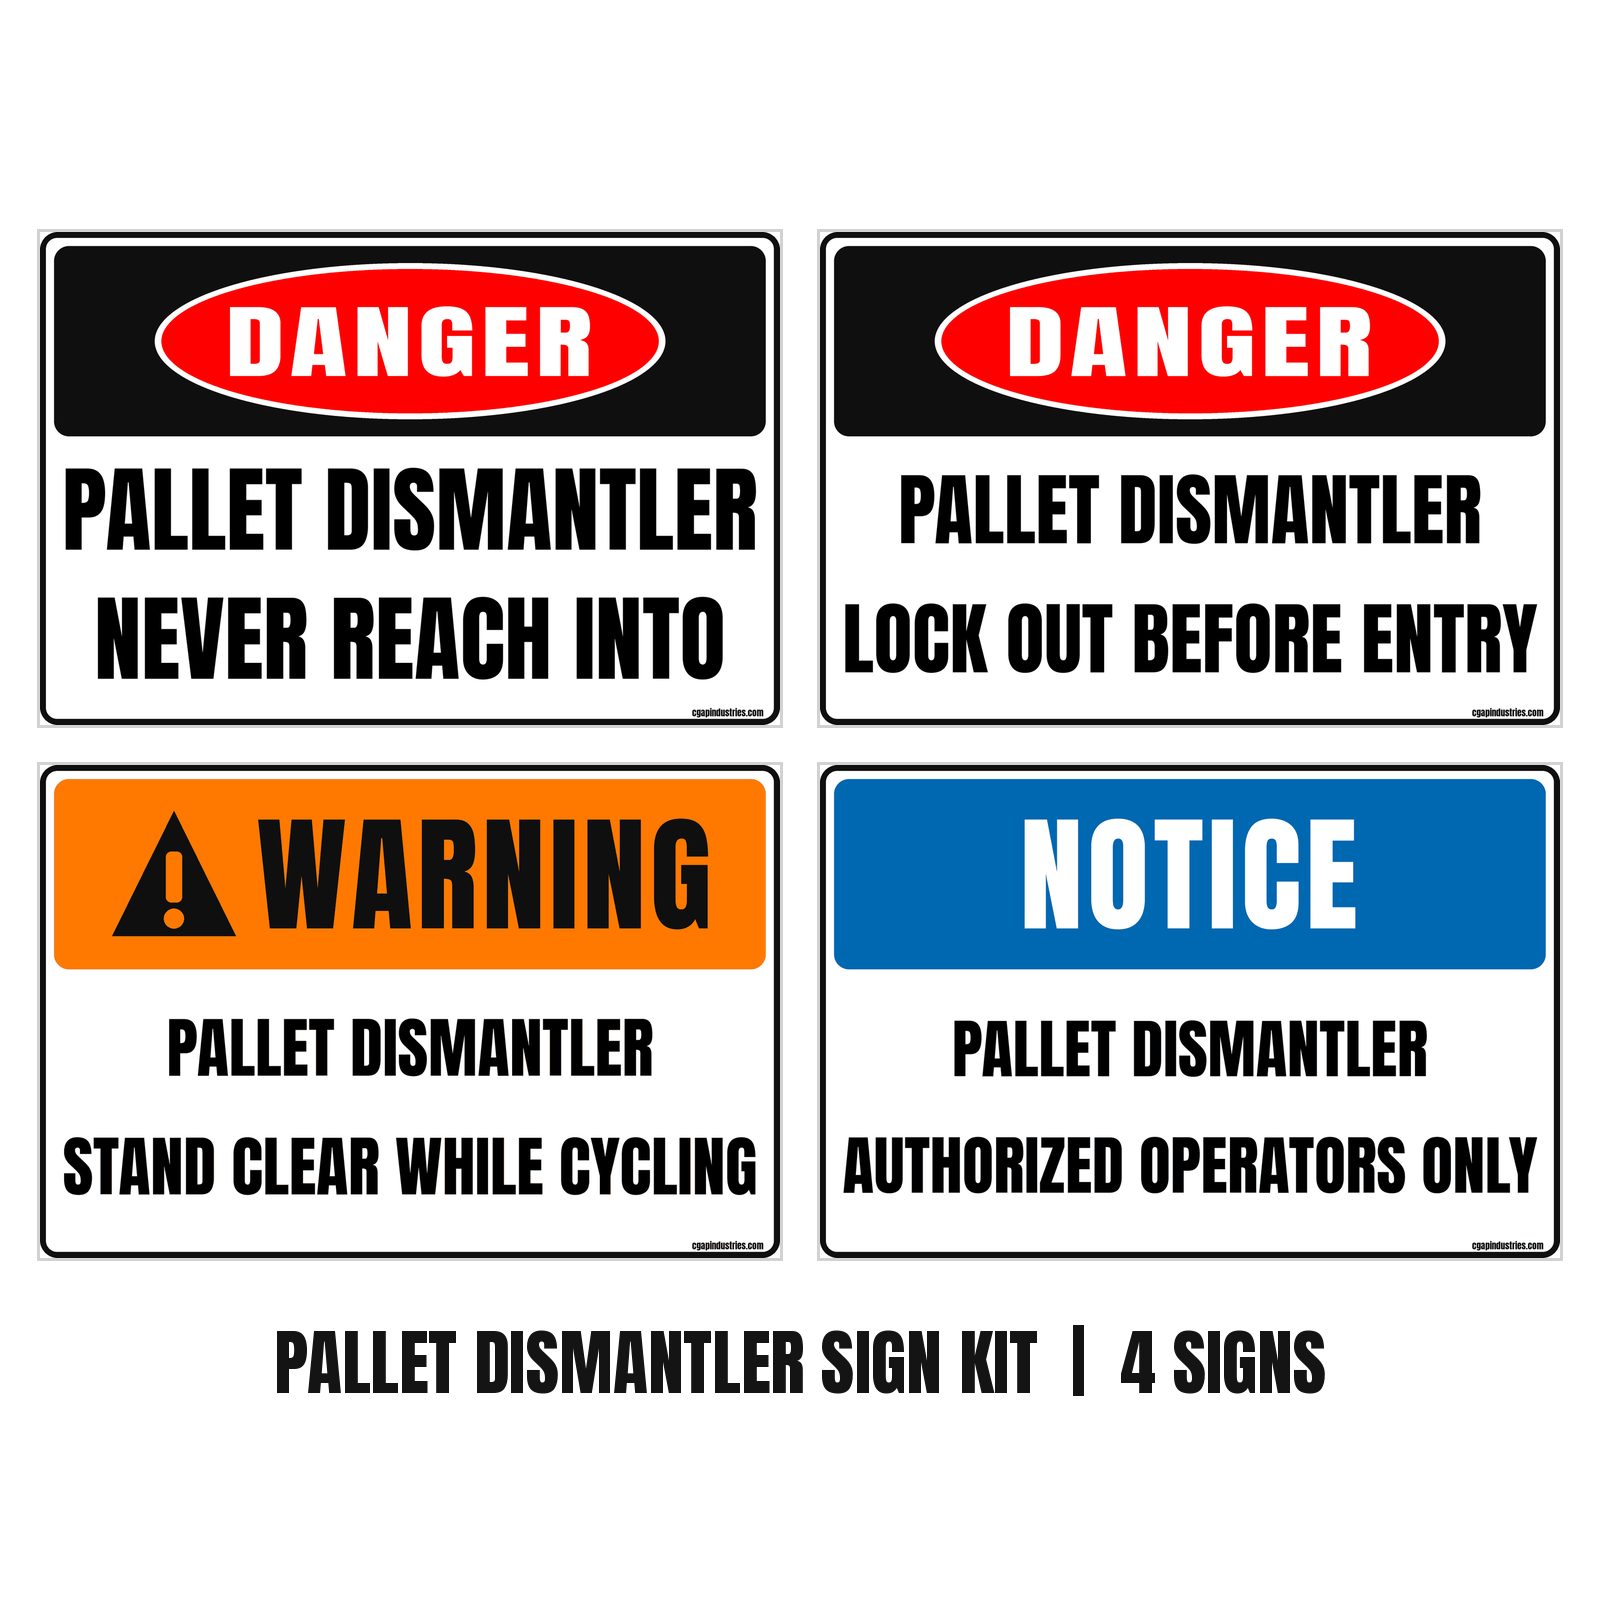 DANGER
PALLET DISMANTLER
NEVER REACH INTO
cgapindustries.com
DANGER
PALLET DISMANTLER
LOCK OUT BEFORE ENTRY
cgapindustries.com
WARNING
PALLET DISMANTLER
STAND CLEAR WHILE CYCLING
cgapindustries.com
NOTICE
PALLET DISMANTLER
AUTHORIZED OPERATORS ONLY
cgapindustries.com
PALLET DISMANTLER SIGN KIT | 4 SIGNS